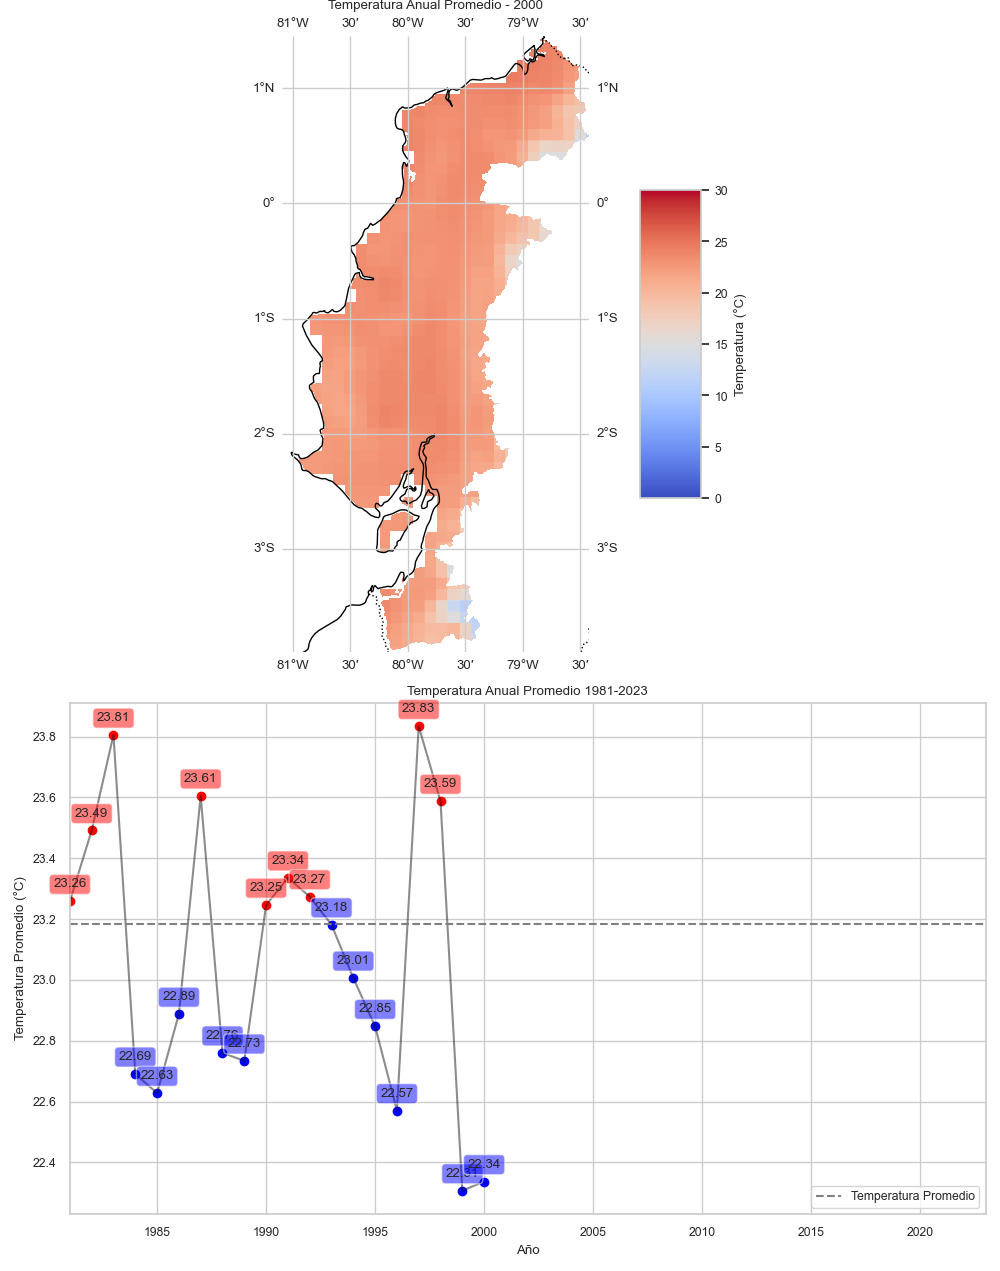 Temperatura Anual Promedio - 2000
81°W 30′ 80°W 30′ 79°W 30′
1°N 1°N
0° 0°
1°S 1°S
2°S 2°S
3°S 3°S
81°W 30′ 80°W 30′ 79°W 30′
30
25
20
15
10
5
0
Temperatura (°C)
Temperatura Anual Promedio 1981-2023
23.8
23.6
23.4
23.2
23.0
22.8
22.6
22.4
Temperatura Promedio (°C)
23.26
23.49
23.81
22.69
22.63
22.89
23.61
22.76
22.73
23.25
23.34
23.27
23.18
23.01
22.85
22.57
23.83
23.59
22.31
22.34
Temperatura Promedio
1985 1990 1995 2000 2005 2010 2015 2020
Año